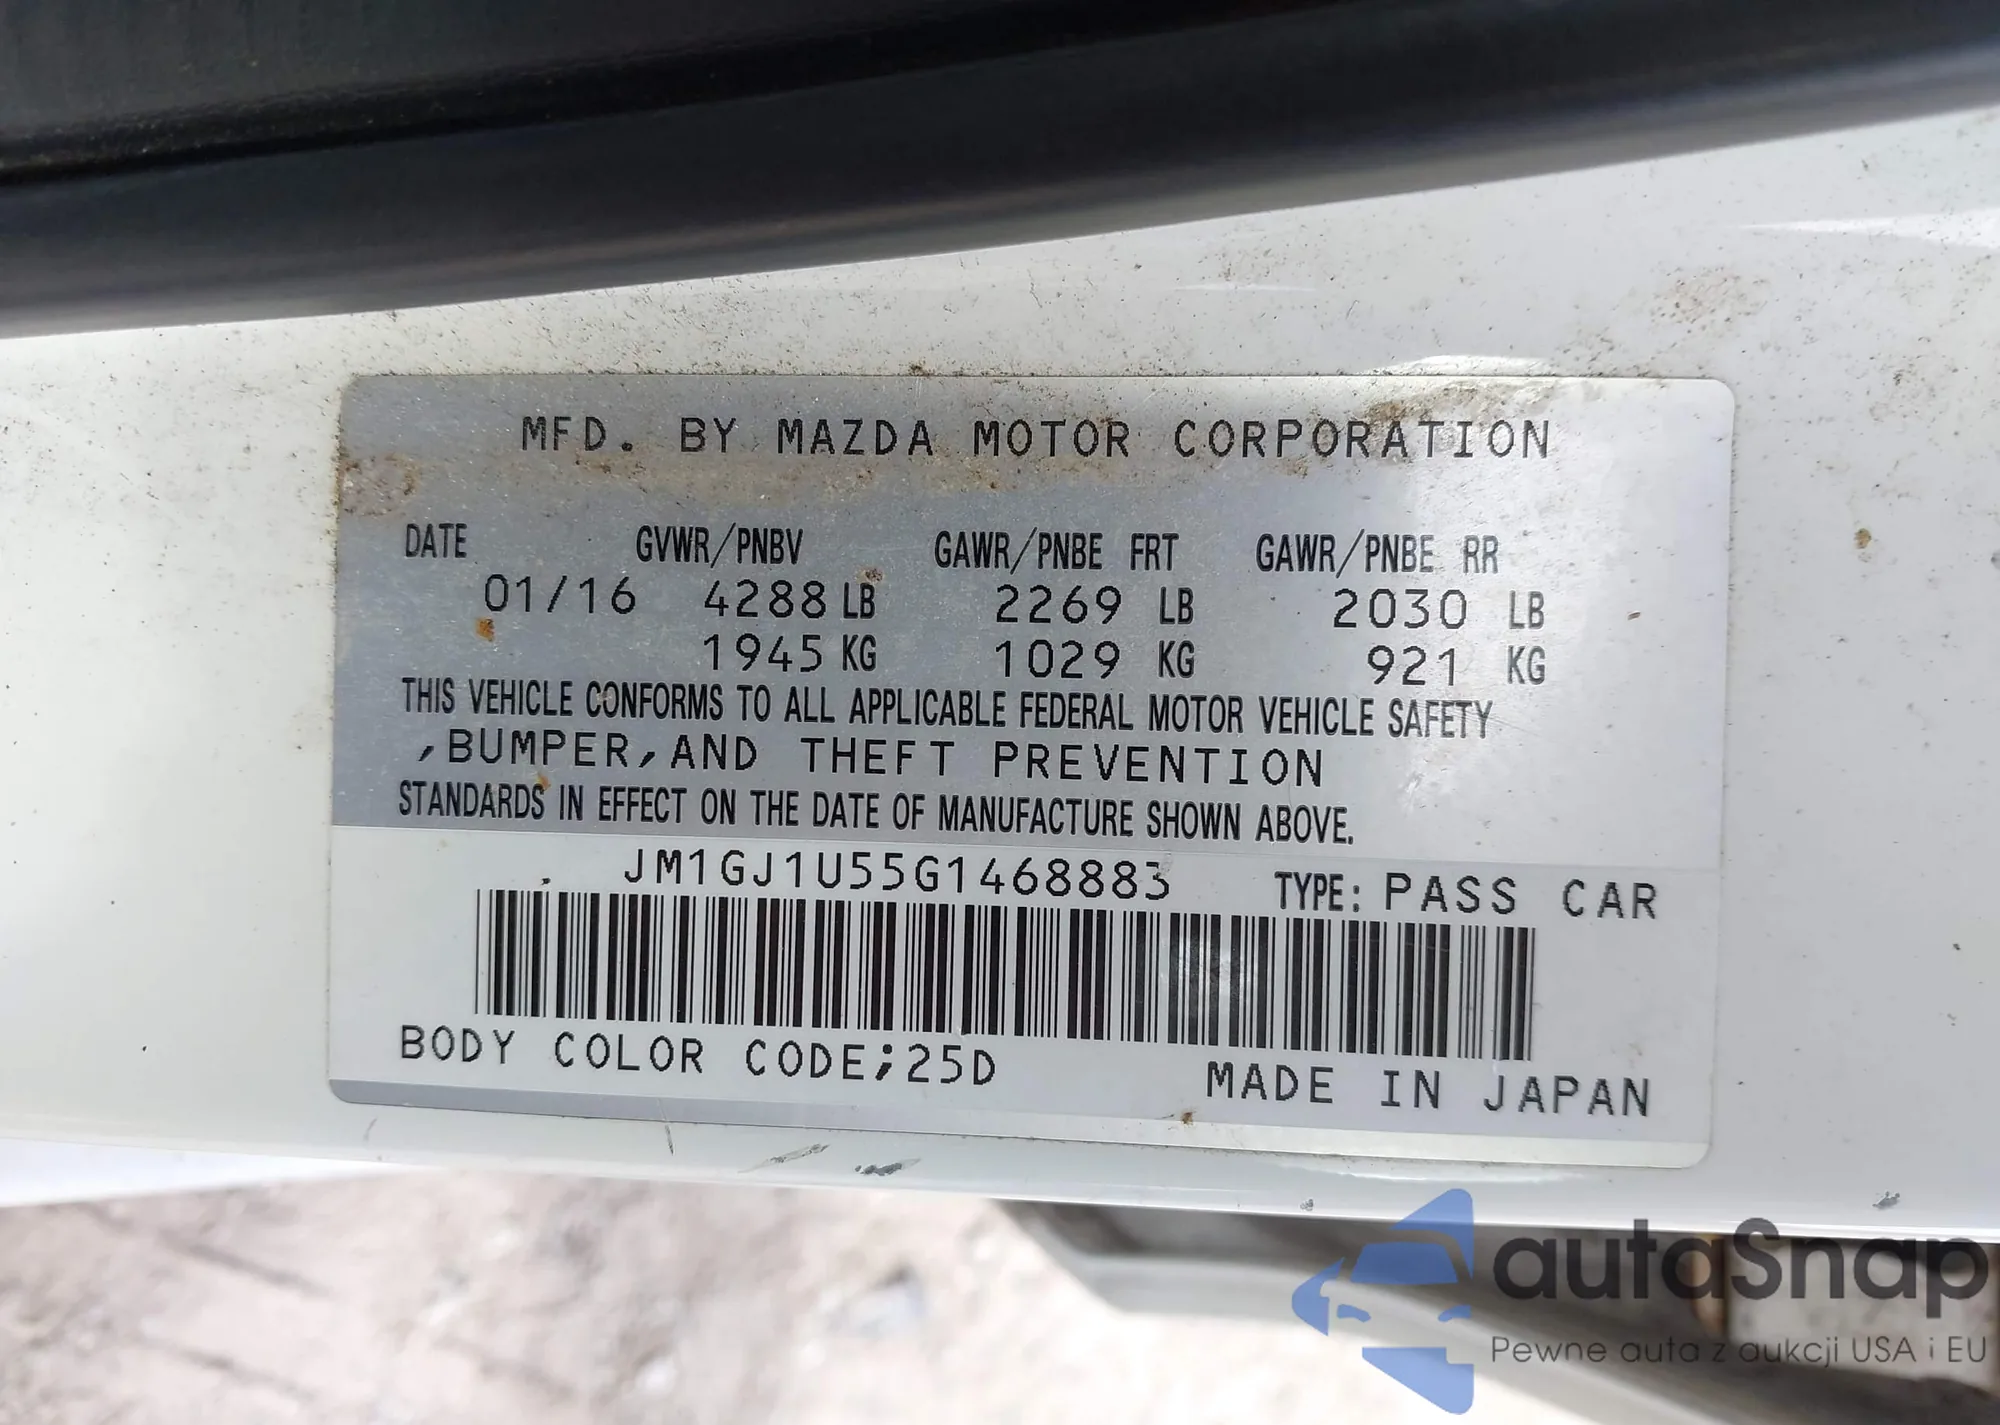 MFD. BY MAZDA MOTOR CORPORATION
DATE GVWR/PNBV GAWR/PNBE FRT GAWR/PNBE RR
01/16 4288 LB 2269 LB 2030 LB
1945 KG 1029 KG 921 KG
THIS VEHICLE CONFORMS TO ALL APPLICABLE FEDERAL MOTOR VEHICLE SAFETY
,BUMPER,AND THEFT PREVENTION
STANDARDS IN EFFECT ON THE DATE OF MANUFACTURE SHOWN ABOVE.
JM1GJ1U55G1468883 TYPE: PASS CAR
BODY COLOR CODE;25D MADE IN JAPAN
autaSnap
Pewne auta z aukcji USA i EU